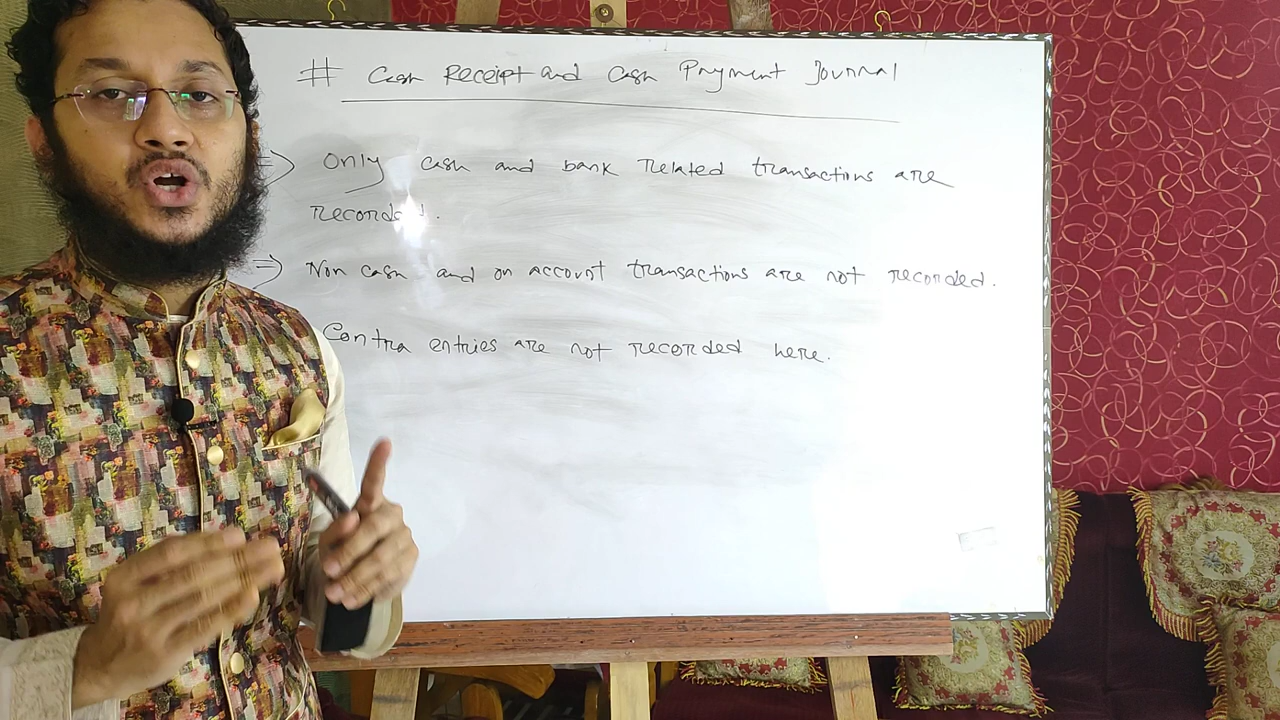 # Cash Receipt and Cash Payment Journal
=> Only cash and bank related transactions are
recorded.
=> Non cash and on account transactions are not recorded.
Contra entries are not recorded here.